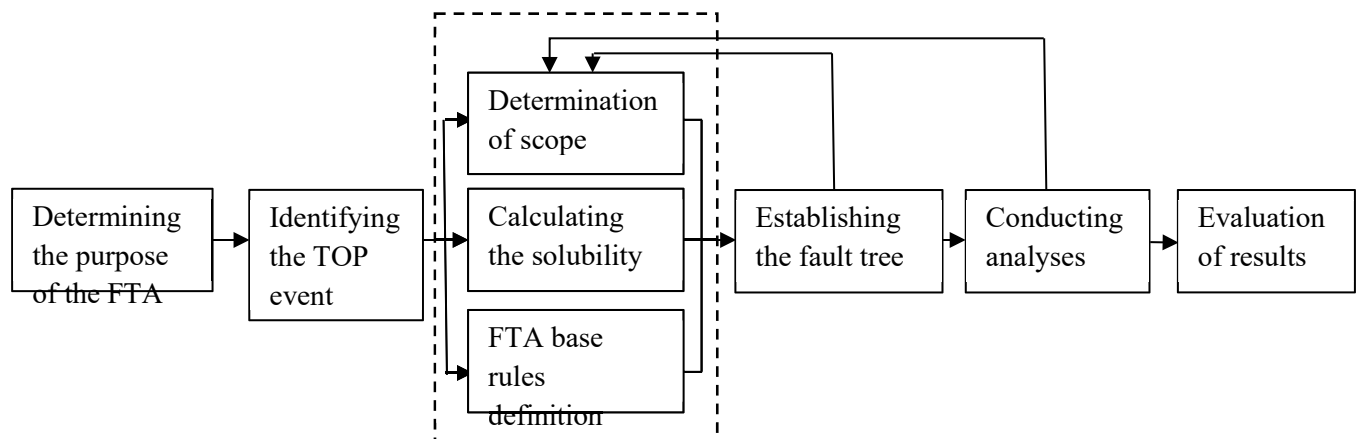 Determination
of scope
Determining
the purpose
of the FTA
Identifying
the TOP
event
Calculating
the solubility
FTA base
rules
definition
Establishing
the fault tree
Conducting
analyses
Evaluation
of results